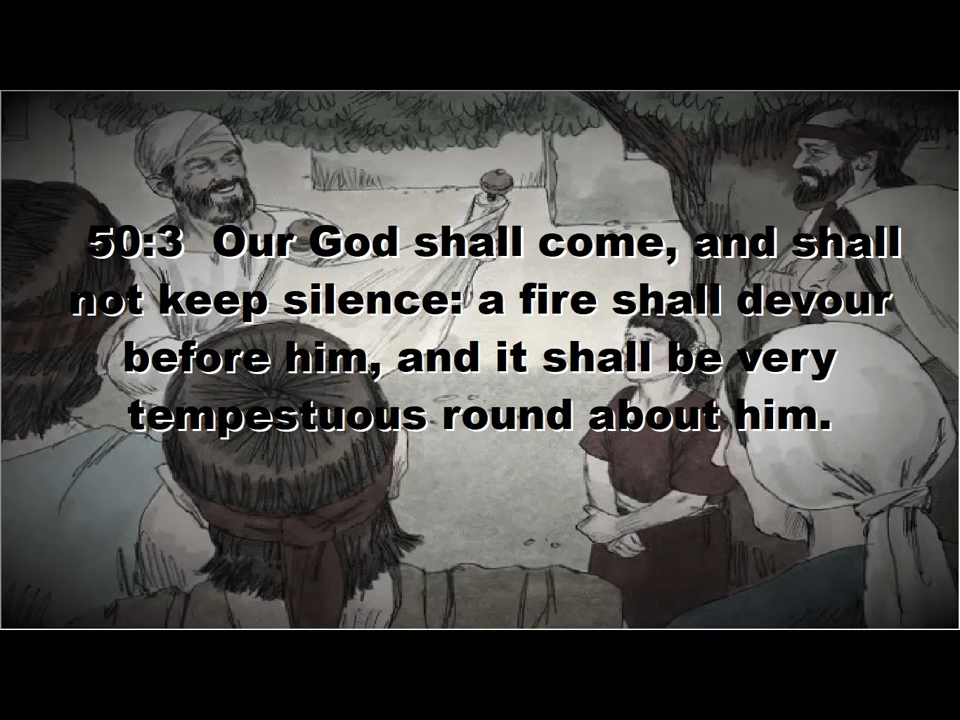 50:3 Our God shall come, and shall
not keep silence: a fire shall devour
before him, and it shall be very
tempestuous round about him.